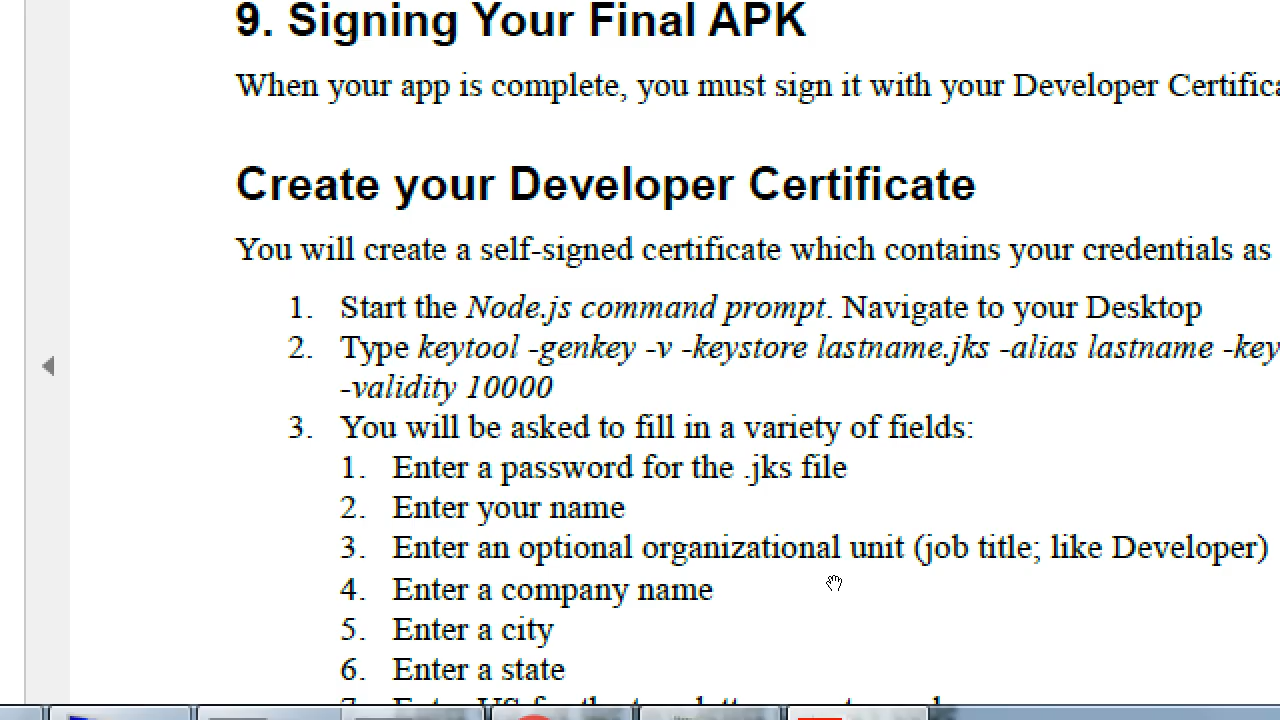 9. Signing Your Final APK
When your app is complete, you must sign it with your Developer
Create your Developer Certificate
You will create a self-signed certificate which contains your credentials as
1. Start the Node.js command prompt. Navigate to your Desktop
2. Type keytool -genkey -v -keystore lastname.jks -alias lastname
-validity 10000
3. You will be asked to fill in a variety of fields:
1. Enter a password for the .jks file
2. Enter your name
3. Enter an optional organizational unit (job title; like Developer)
4. Enter a company name
5. Enter a city
6. Enter a state